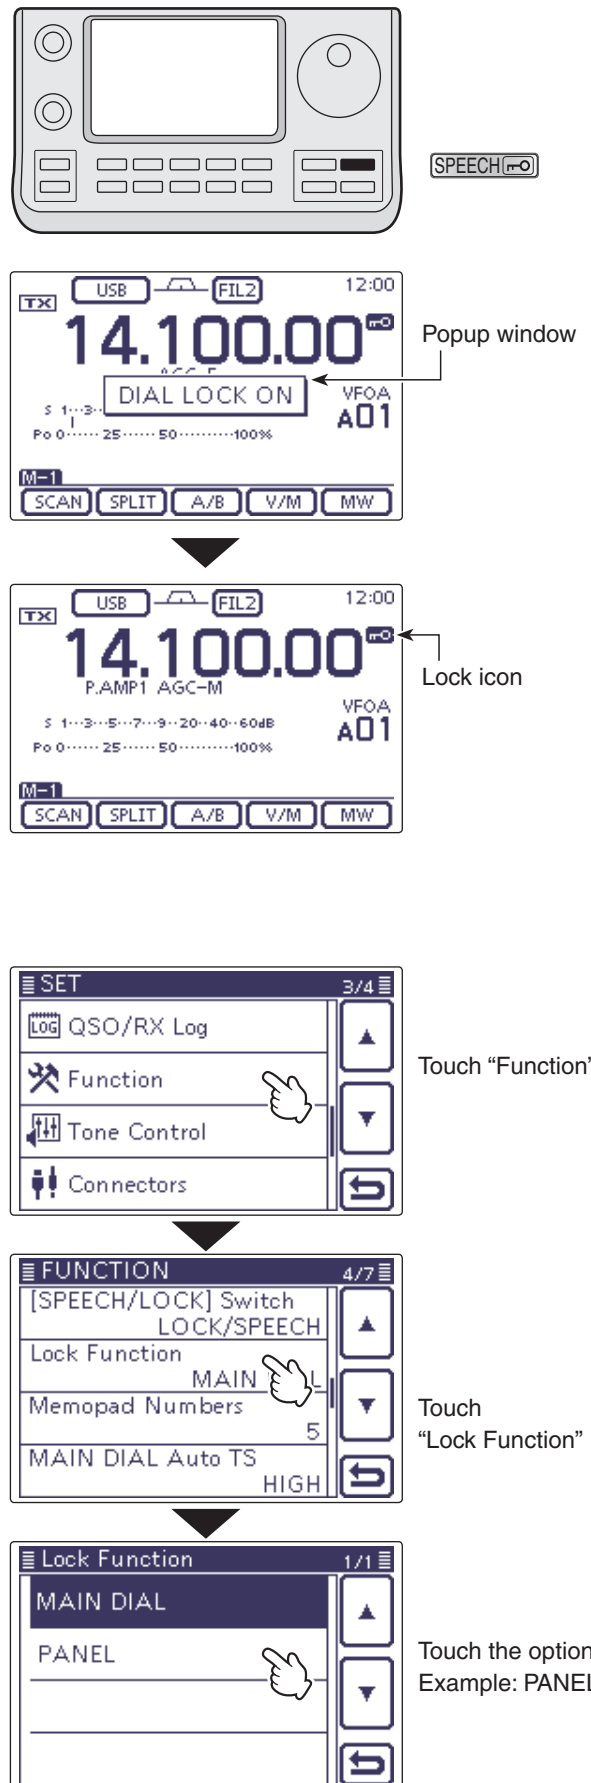 SPEECH
USB FIL2 12:00
TX
14.100.00
Popup window
DIAL LOCK ON
VFOA
S 1···3··
A01
Po 0······ 25······ 50·········100%
M-1
SCAN SPLIT A/B V/M MW
USB FIL2 12:00
TX
14.100.00
Lock icon
P.AMP1 AGC-M
VFOA
S 1···3···5···7···9··20··40··60dB
A01
Po 0······ 25······ 50·········100%
M-1
SCAN SPLIT A/B V/M MW
SET 3/4
LOG QSO/RX Log
Touch “Function”
Function
Tone Control
Connectors
FUNCTION 4/7
[SPEECH/LOCK] Switch
LOCK/SPEECH
Lock Function
MAIN
Memopad Numbers
5
Touch
“Lock Function”
MAIN DIAL Auto TS
HIGH
Lock Function 1/1
MAIN DIAL
PANEL
Touch the option
Example: PANEL